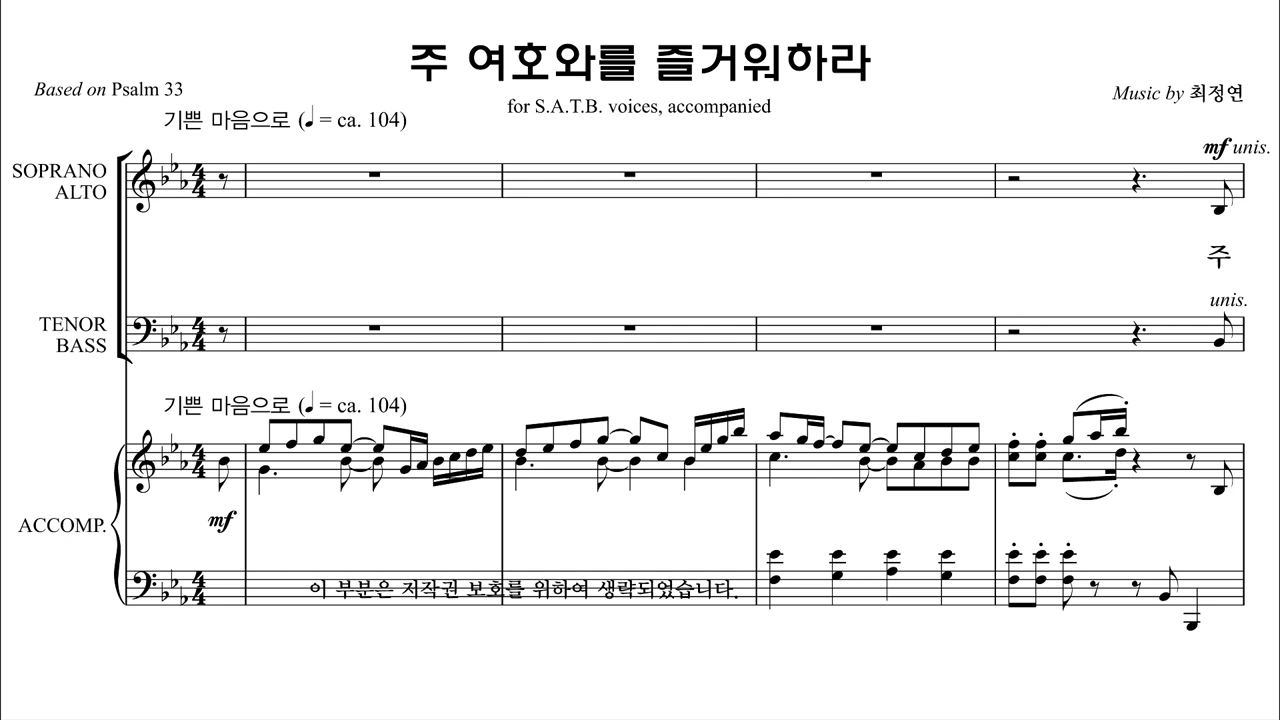 주 여호와를 즐거워하라
Based on Psalm 33
for S.A.T.B. voices, accompanied
Music by 최정연
기쁜 마음으로 (♩ = ca. 104)
mf unis.
SOPRANO
ALTO
주
unis.
TENOR
BASS
기쁜 마음으로 (♩ = ca. 104)
mf
ACCOMP.
이 부분은 저작권 보호를 위하여 생략되었습니다.